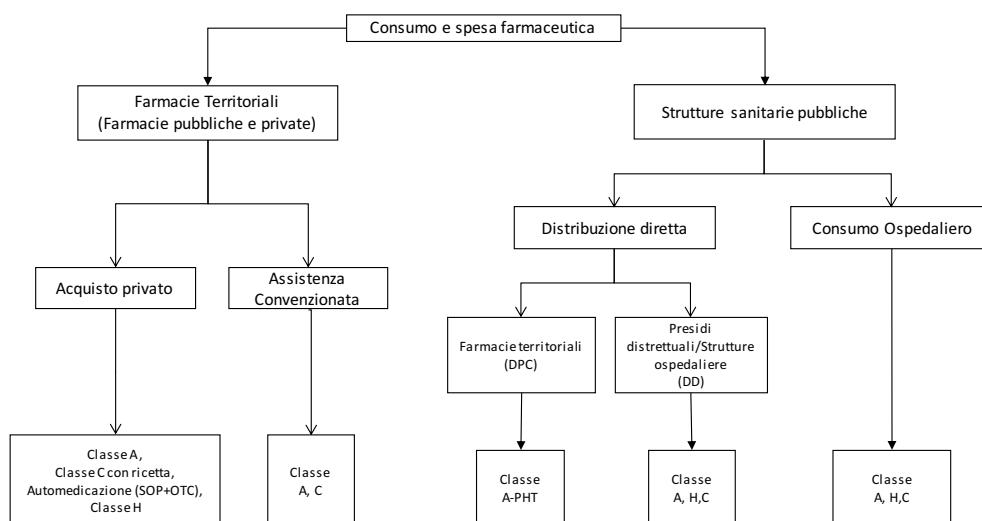 Consumo e spesa farmaceutica
Farmacie Territoriali
(Farmacie pubbliche e private)
Strutture sanitarie pubbliche
Distribuzione diretta
Consumo Ospedaliero
Acquisto privato
Assistenza
Convenzionata
Farmacie territoriali
(DPC)
Presidi
distrettuali/Strutture
ospedaliere
(DD)
Classe A,
Classe C con ricetta,
Automedicazione (SOP+OTC),
Classe H
Classe
A, C
Classe
A-PHT
Classe
A, H,C
Classe
A, H,C